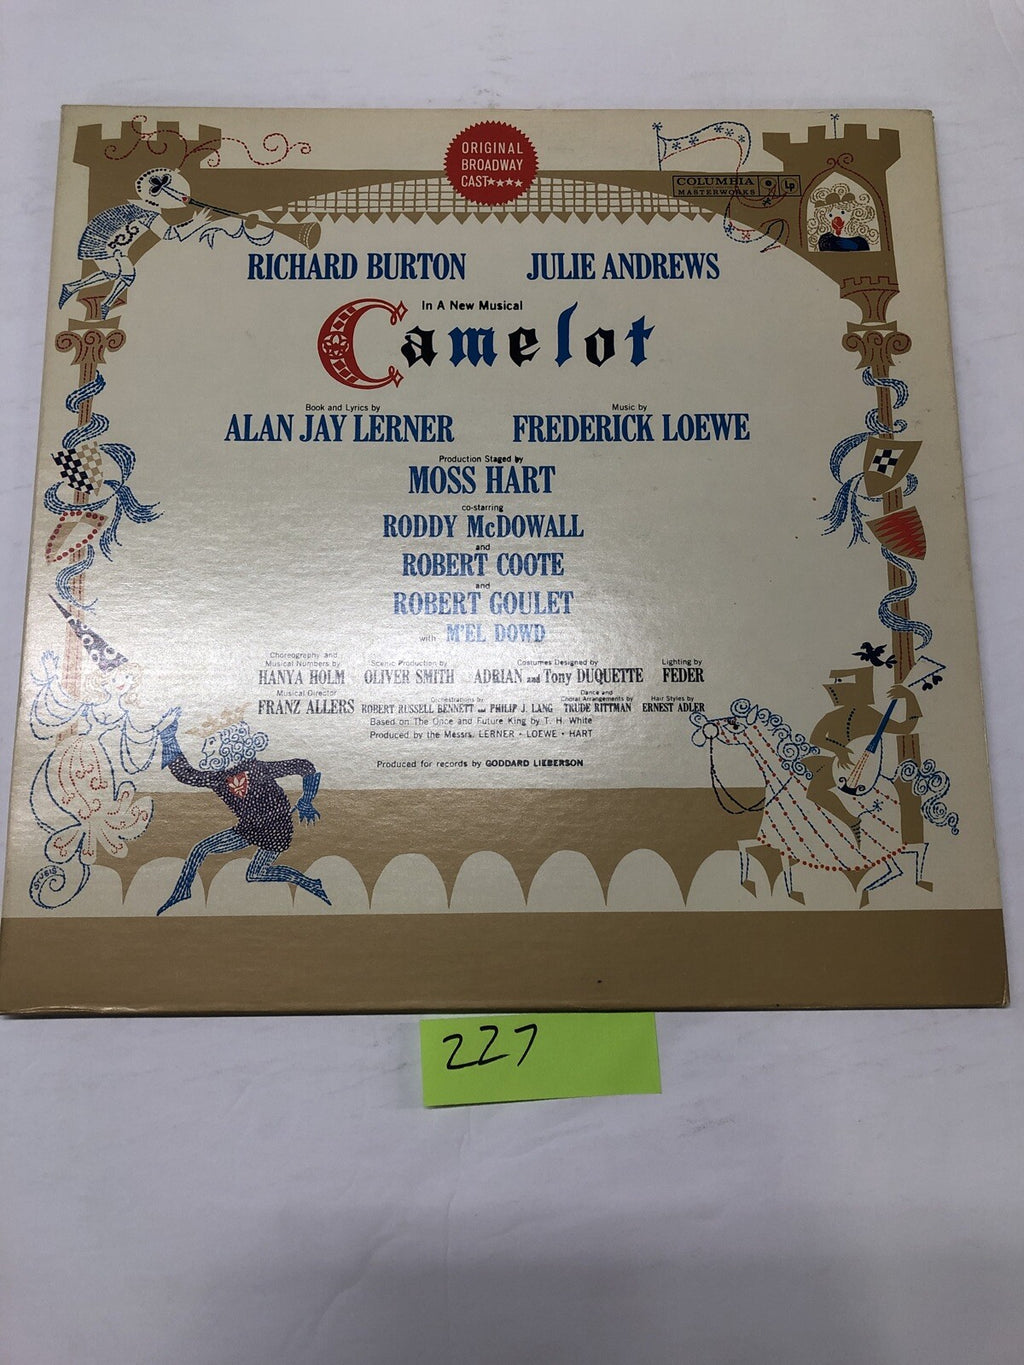 ORIGINAL
BROADWAY
CAST★★★★
COLUMBIA
MASTERWORKS
Lp
RICHARD BURTON JULIE ANDREWS
In A New Musical
Camelot
Book and Lyrics by Music by
ALAN JAY LERNER FREDERICK LOEWE
Production Staged by
MOSS HART
co-starring
RODDY McDOWALL
and
ROBERT COOTE
and
ROBERT GOULET
with M'EL DOWD
Choreography and
Musical Numbers by Scenic Production by Costumes Designed by Lighting by
HANYA HOLM OLIVER SMITH ADRIAN and Tony DUQUETTE FEDER
Musical Director Orchestrations by Dance and Choral Arrangements by Hair Styles by
FRANZ ALLERS ROBERT RUSSELL BENNETT and PHILIP J. LANG TRUDE RITTMAN ERNEST ADLER
Based on The Once and Future King by T. H. White
Produced by the Messrs. LERNER • LOEWE • HART
Produced for records by GODDARD LIEBERSON
227